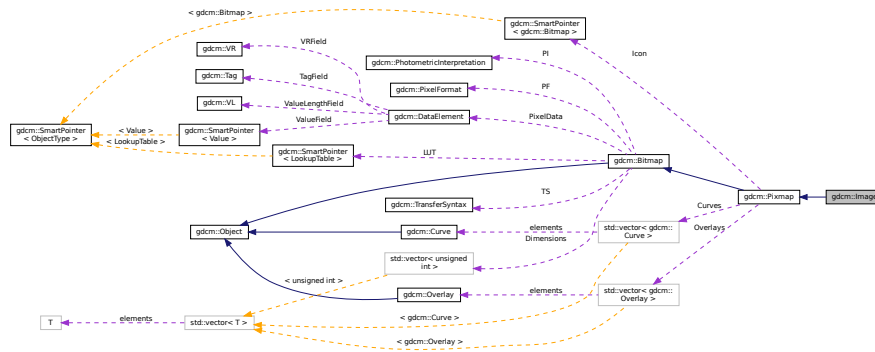 < gdcm::Bitmap >
gdcm::SmartPointer
< gdcm::Bitmap >
gdcm::VR
VRField
PI
Icon
gdcm::PhotometricInterpretation
gdcm::Tag
TagField
PF
gdcm::PixelFormat
gdcm::VL
ValueLengthField
PixelData
gdcm::DataElement
ValueField
gdcm::SmartPointer
< ObjectType >
< Value >
gdcm::SmartPointer
< Value >
< LookupTable >
gdcm::SmartPointer
< LookupTable >
LUT
gdcm::Bitmap
TS
gdcm::TransferSyntax
gdcm::Pixmap
gdcm::Image
Curves
gdcm::Object
gdcm::Curve
elements
Dimensions
std::vector< gdcm::
Curve >
Overlays
std::vector< unsigned
int >
< unsigned int >
gdcm::Overlay
elements
std::vector< gdcm::
Overlay >
T
elements
std::vector< T >
< gdcm::Curve >
< gdcm::Overlay >